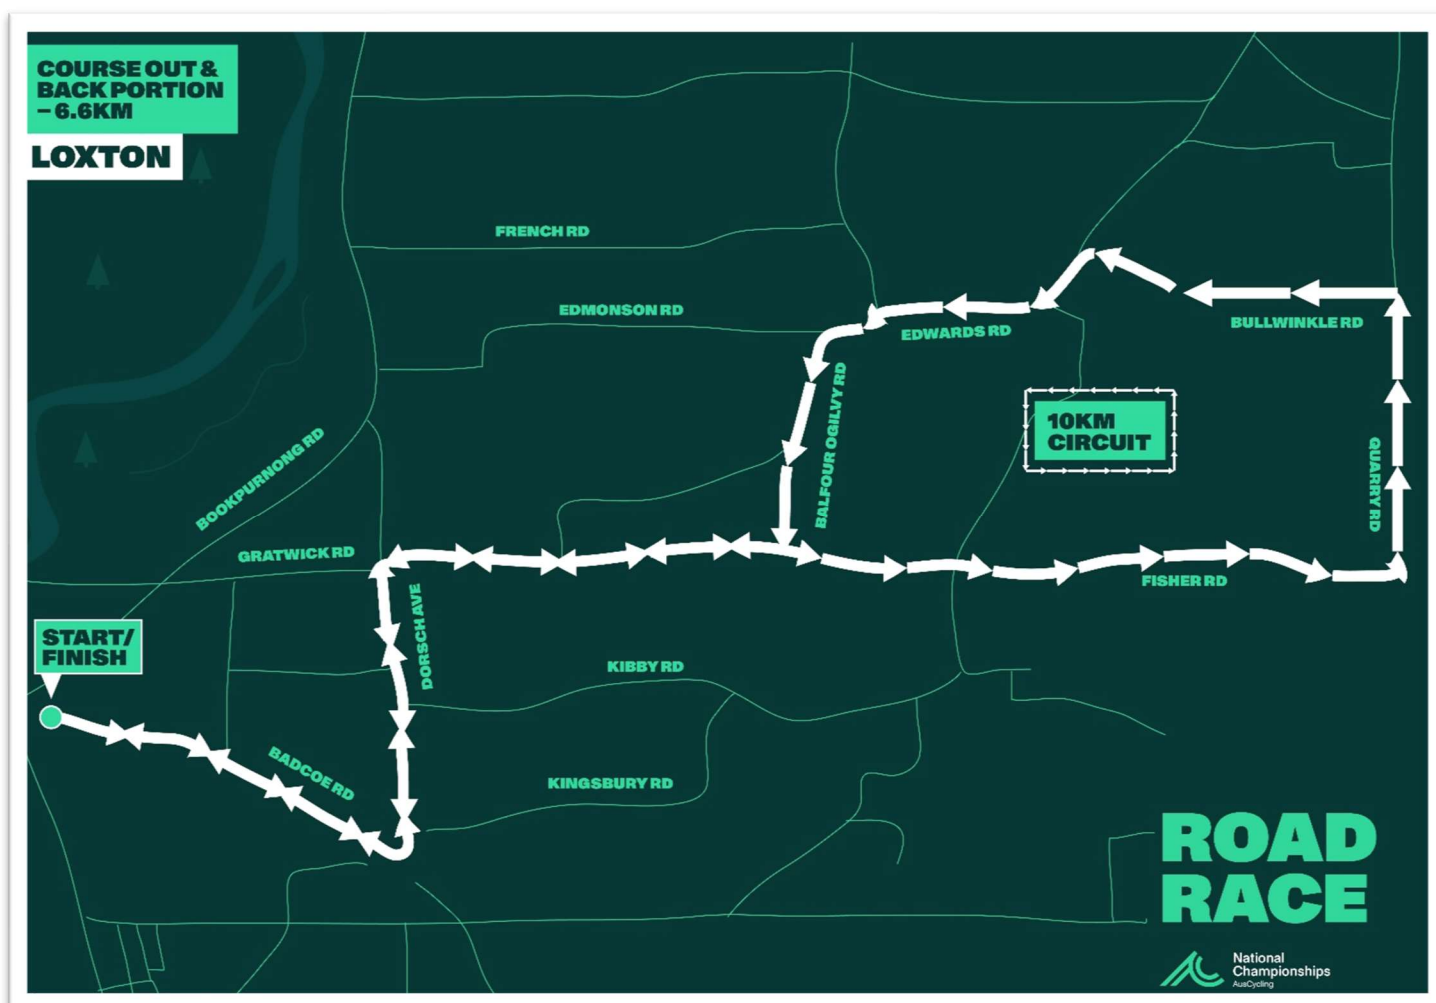 COURSE OUT &
BACK PORTION
– 6.6KM
LOXTON
FRENCH RD
EDMONSON RD
EDWARDS RD
BULLWINKLE RD
BALFOUR OGILVY RD
10KM
CIRCUIT
QUARRY RD
BOOKPURNONG RD
GRATWICK RD
FISHER RD
DORSCH AVE
START/
FINISH
KIBBY RD
BADCOE RD
KINGSBURY RD
ROAD
RACE
National
Championships
AusCycling